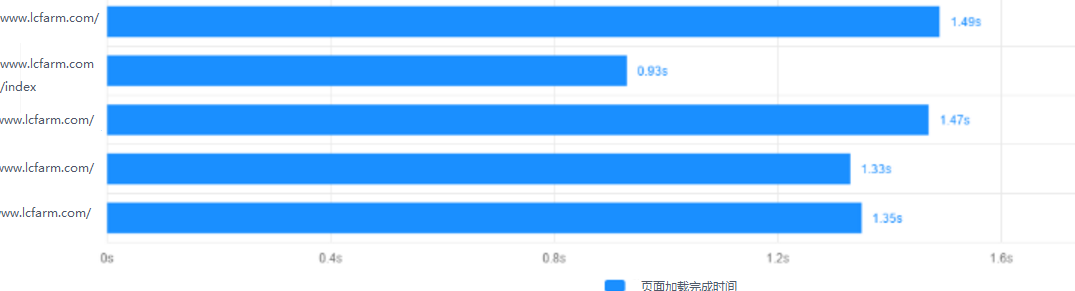 www.lcfarm.com/
1.49s
www.lcfarm.com
/index
0.93s
www.lcfarm.com/
1.47s
www.lcfarm.com/
1.33s
www.lcfarm.com/
1.35s
0s 0.4s 0.8s 1.2s 1.6s
页面加载完成时间